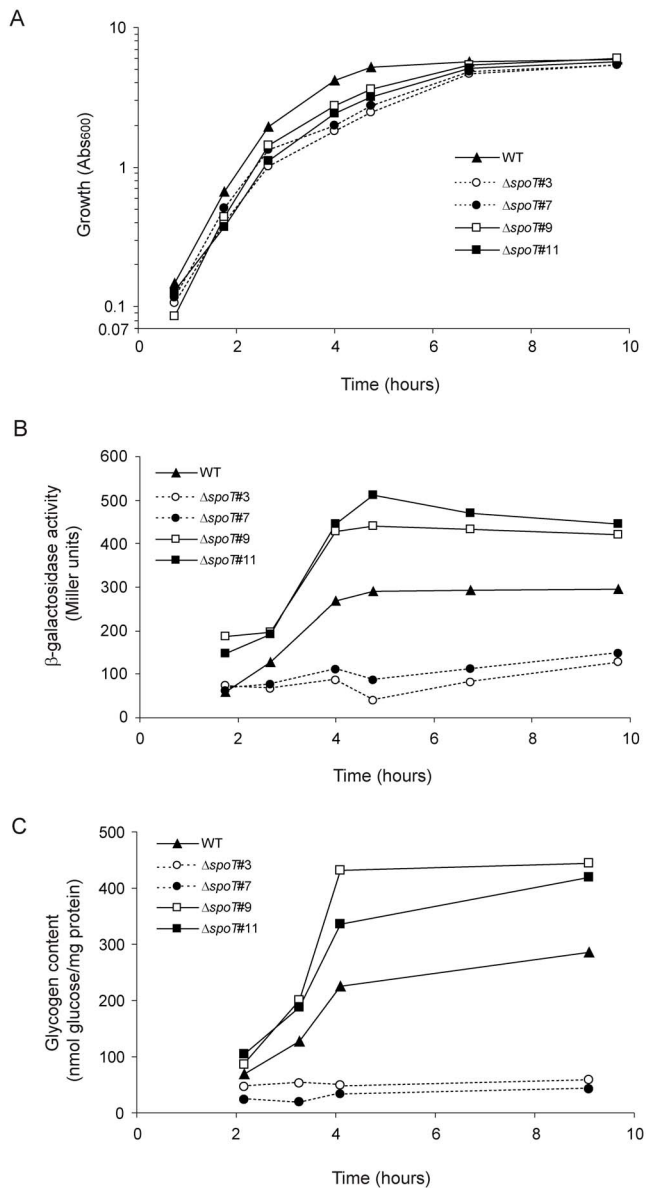 A
10
1
0.1
0.07
Growth (Abs600)
WT
ΔspoT#3
ΔspoT#7
ΔspoT#9
ΔspoT#11
0 2 4 6 8 10
Time (hours)
B
600
500
400
300
200
100
0
β-galactosidase activity
(Miller units)
WT
ΔspoT#3
ΔspoT#7
ΔspoT#9
ΔspoT#11
0 2 4 6 8 10
Time (hours)
C
500
400
300
200
100
0
Glycogen content
(nmol glucose/mg protein)
WT
ΔspoT#3
ΔspoT#7
ΔspoT#9
ΔspoT#11
0 2 4 6 8 10
Time (hours)